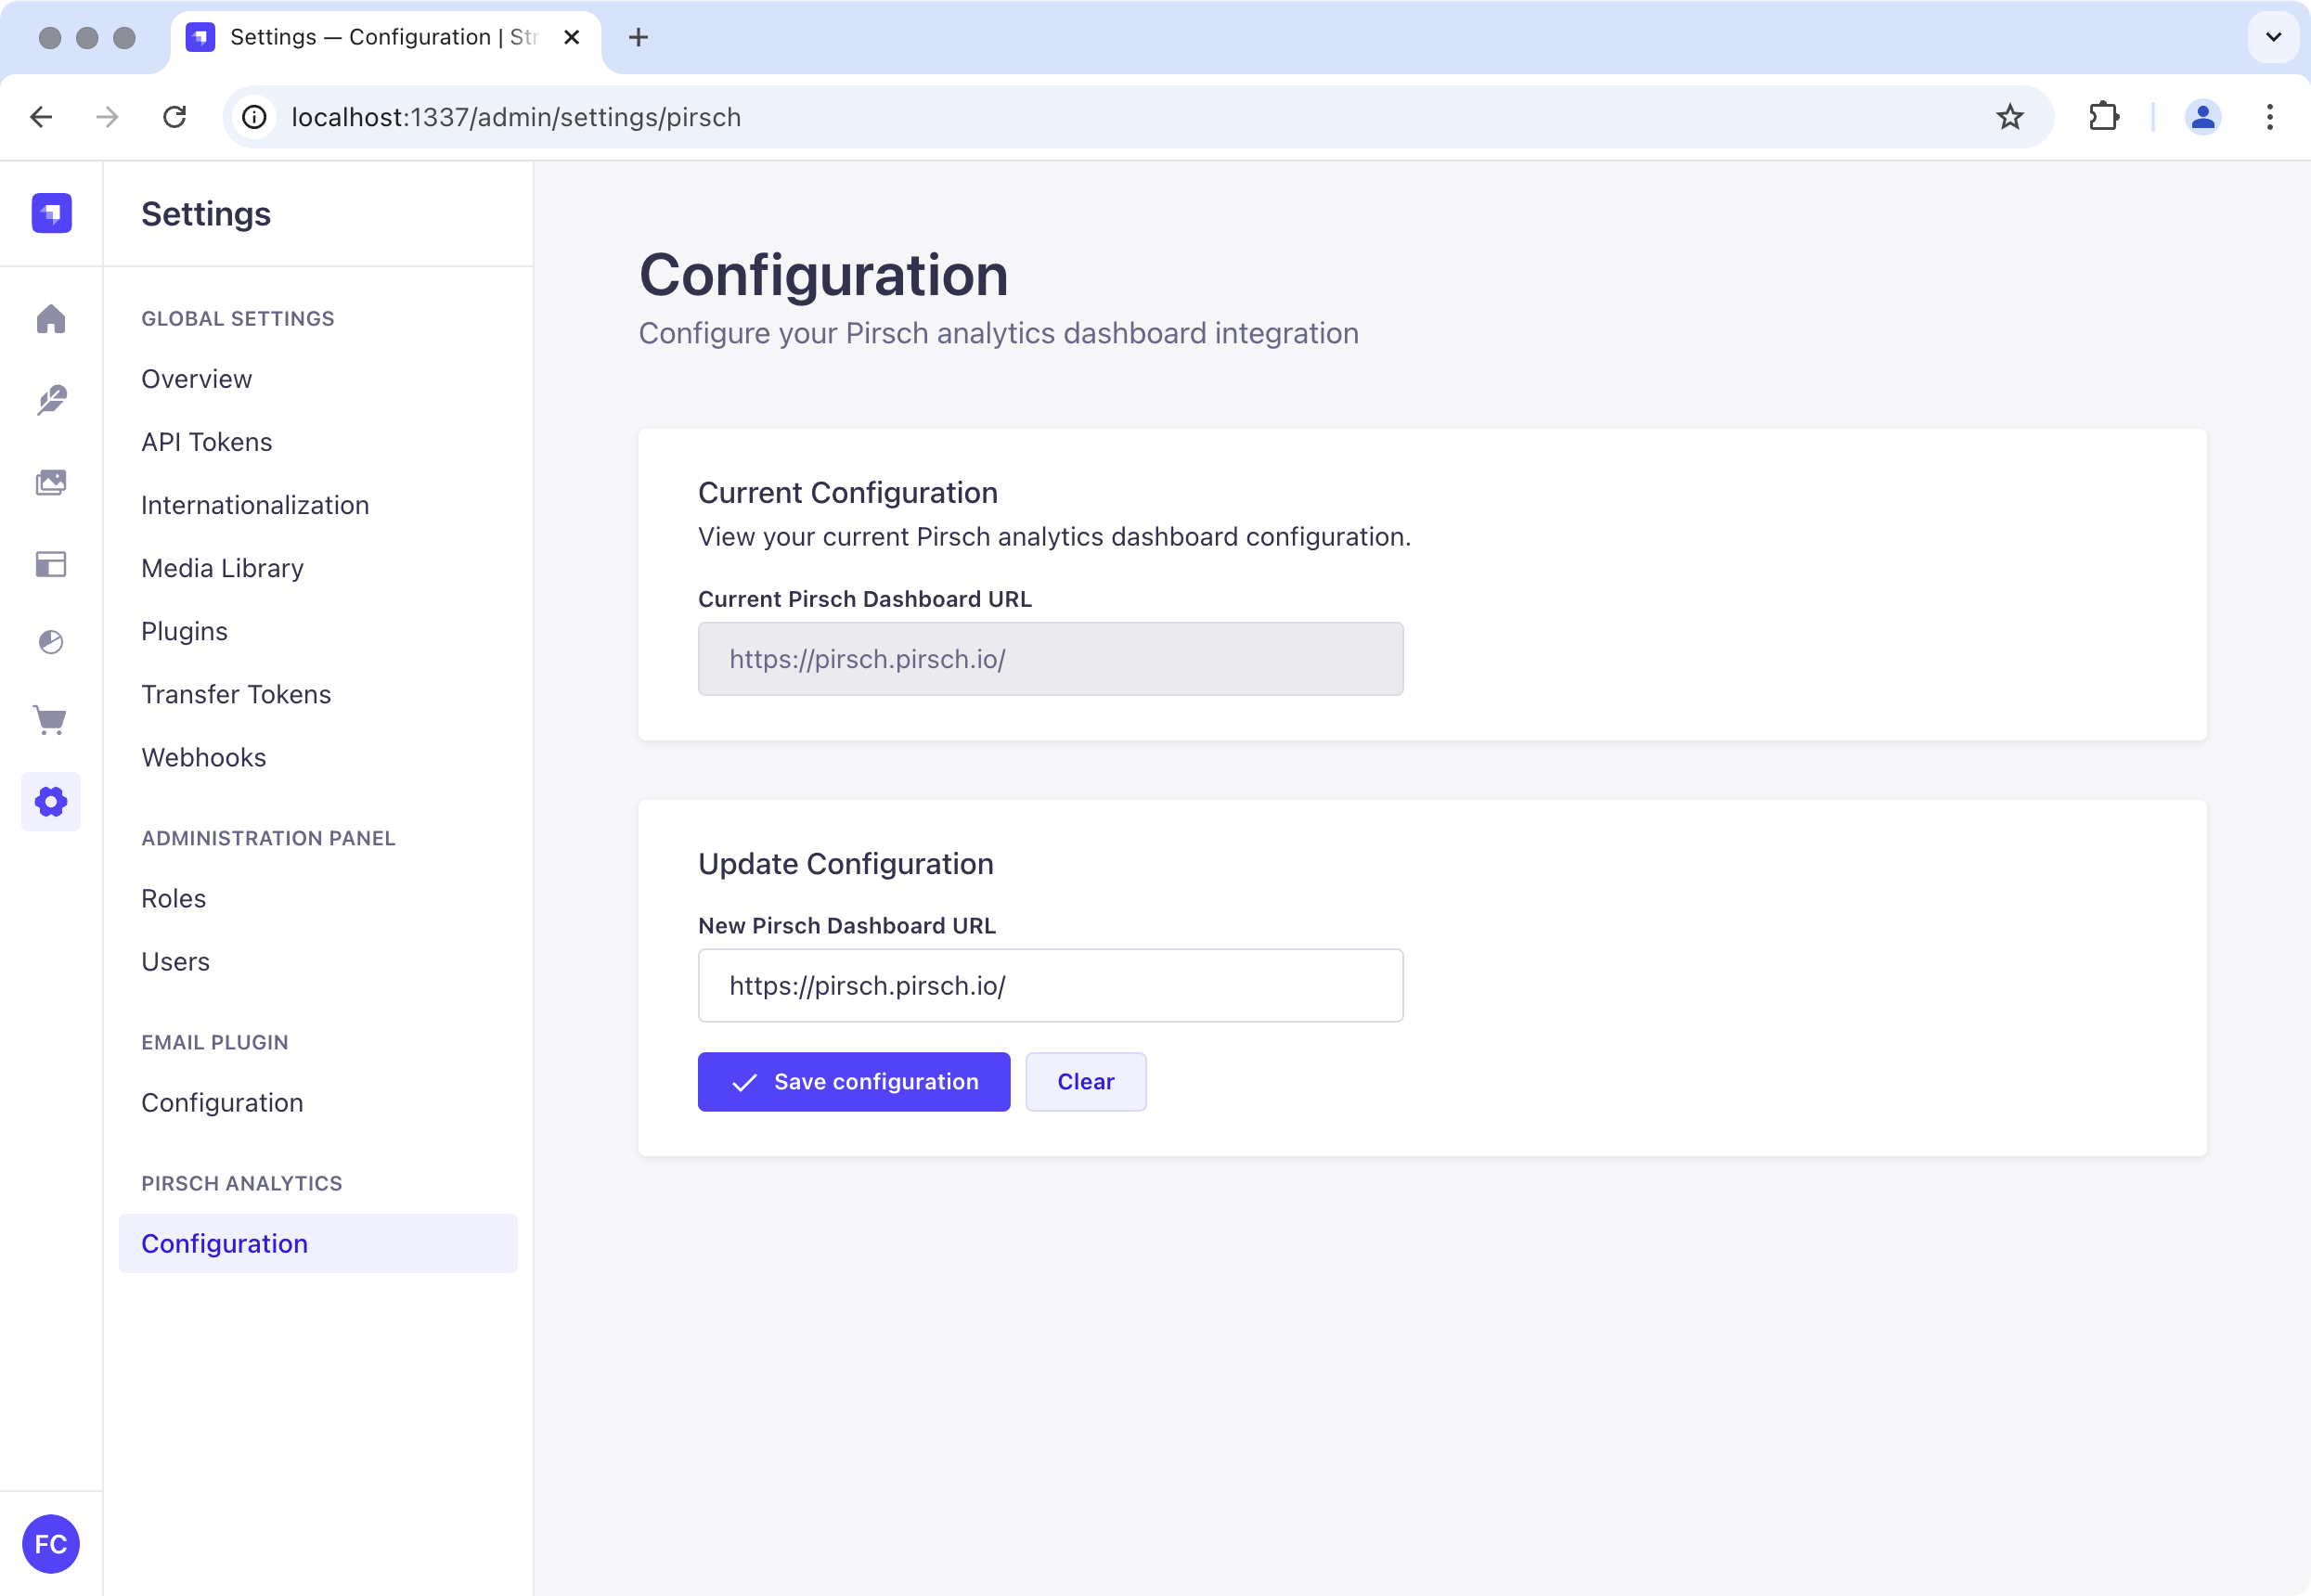 Settings — Configuration | Str
localhost:1337/admin/settings/pirsch
Settings
GLOBAL SETTINGS
Overview
API Tokens
Internationalization
Media Library
Plugins
Transfer Tokens
Webhooks
ADMINISTRATION PANEL
Roles
Users
EMAIL PLUGIN
Configuration
PIRSCH ANALYTICS
Configuration
FC
Configuration
Configure your Pirsch analytics dashboard integration
Current Configuration
View your current Pirsch analytics dashboard configuration.
Current Pirsch Dashboard URL
https://pirsch.pirsch.io/
Update Configuration
New Pirsch Dashboard URL
https://pirsch.pirsch.io/
Save configuration
Clear